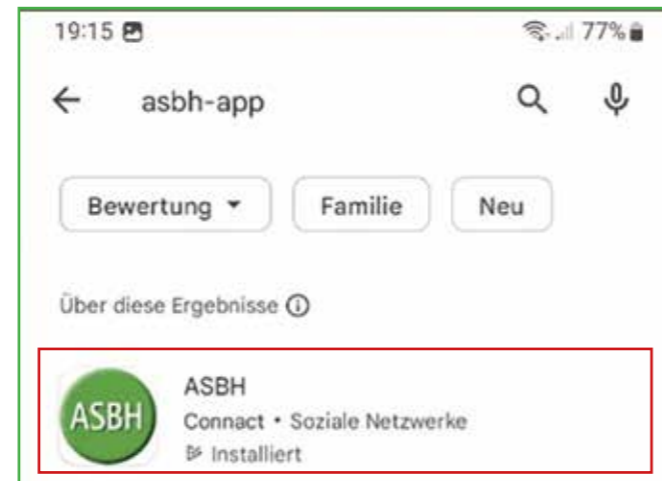 19:15 77%
asbh-app
Bewertung Familie Neu
Über diese Ergebnisse
ASBH
ASBH
Connact • Soziale Netzwerke
Installiert